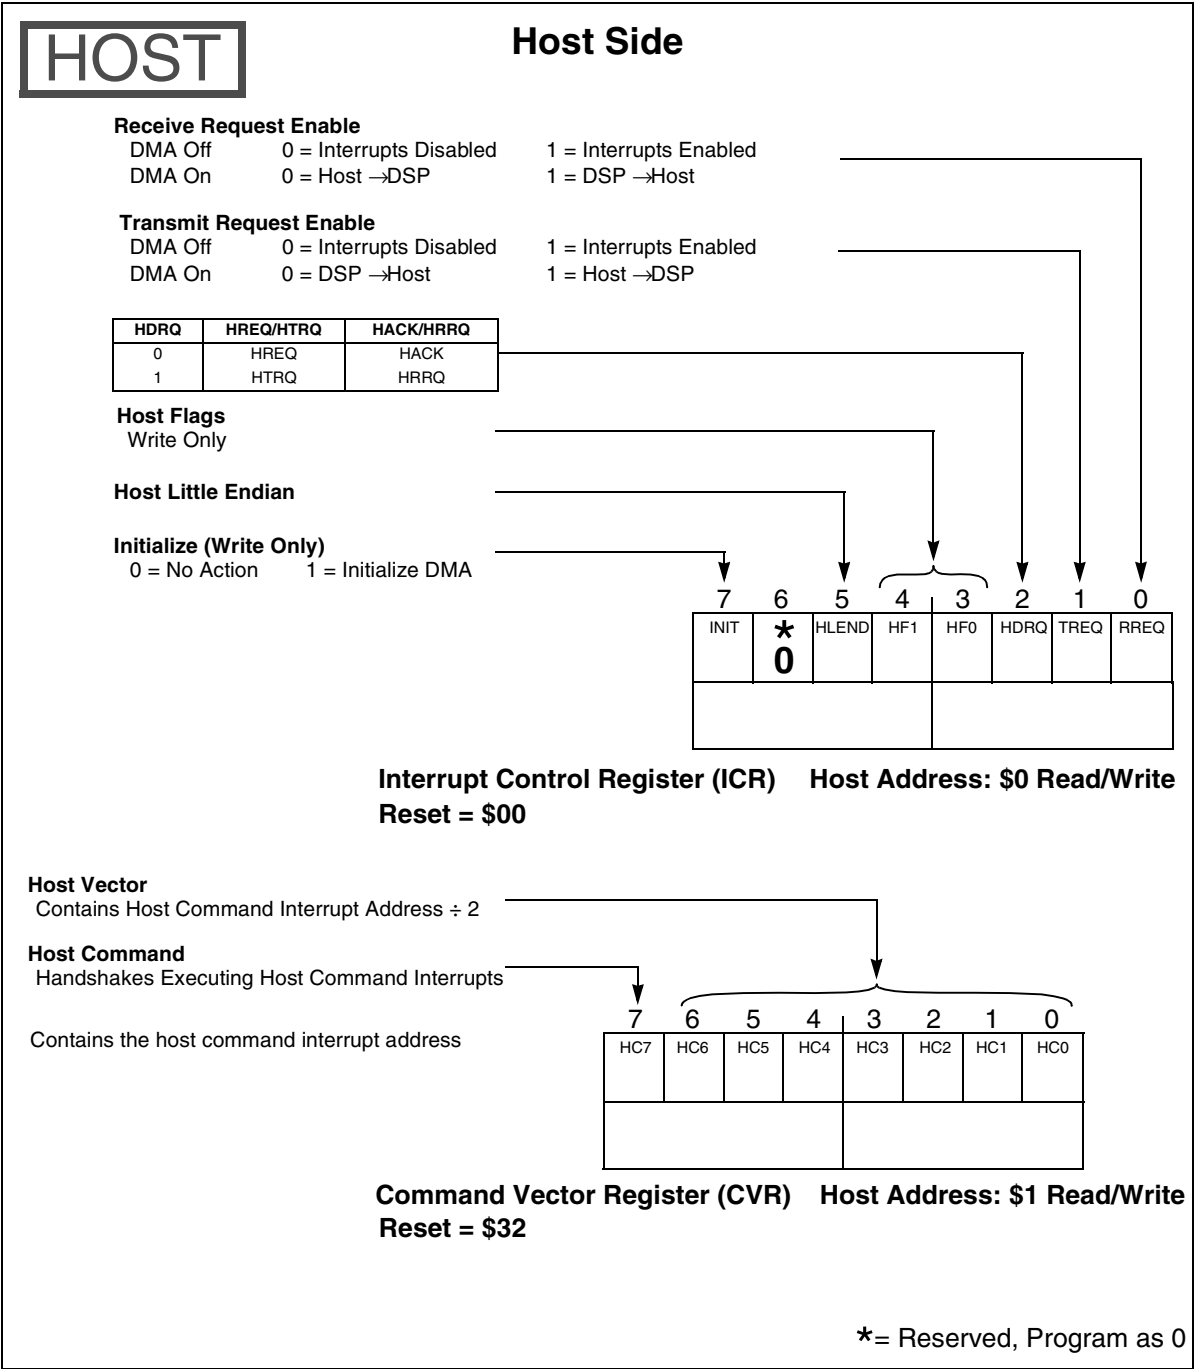 HOST
Host Side
Receive Request Enable
DMA Off 0 = Interrupts Disabled 1 = Interrupts Enabled
DMA On 0 = Host →DSP 1 = DSP →Host
Transmit Request Enable
DMA Off 0 = Interrupts Disabled 1 = Interrupts Enabled
DMA On 0 = DSP →Host 1 = Host →DSP
HDRQ HREQ/HTRQ HACK/HRRQ
0 HREQ HACK
1 HTRQ HRRQ
Host Flags
Write Only
Host Little Endian
Initialize (Write Only)
0 = No Action 1 = Initialize DMA
7 6 5 4 3 2 1 0
INIT * HLEND HF1 HF0 HDRQ TREQ RREQ
0
Interrupt Control Register (ICR) Host Address: $0 Read/Write
Reset = $00
Host Vector
Contains Host Command Interrupt Address ÷ 2
Host Command
Handshakes Executing Host Command Interrupts
Contains the host command interrupt address
7 6 5 4 3 2 1 0
HC7 HC6 HC5 HC4 HC3 HC2 HC1 HC0
Command Vector Register (CVR) Host Address: $1 Read/Write
Reset = $32
*= Reserved, Program as 0